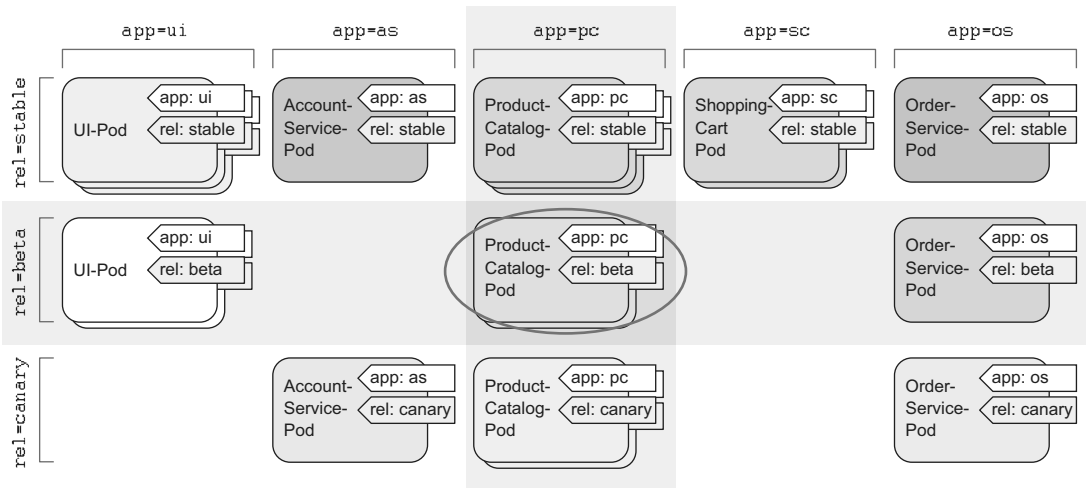 app=ui
app=as
app=pc
app=sc
app=os
rel=stable
UI-Pod
app: ui
rel: stable
Account-
Service-
Pod
app: as
rel: stable
Product-
Catalog-
Pod
app: pc
rel: stable
Shopping-
Cart
Pod
app: sc
rel: stable
Order-
Service-
Pod
app: os
rel: stable
rel=beta
UI-Pod
app: ui
rel: beta
Product-
Catalog-
Pod
app: pc
rel: beta
Order-
Service-
Pod
app: os
rel: beta
rel=canary
Account-
Service-
Pod
app: as
rel: canary
Product-
Catalog-
Pod
app: pc
rel: canary
Order-
Service-
Pod
app: os
rel: canary